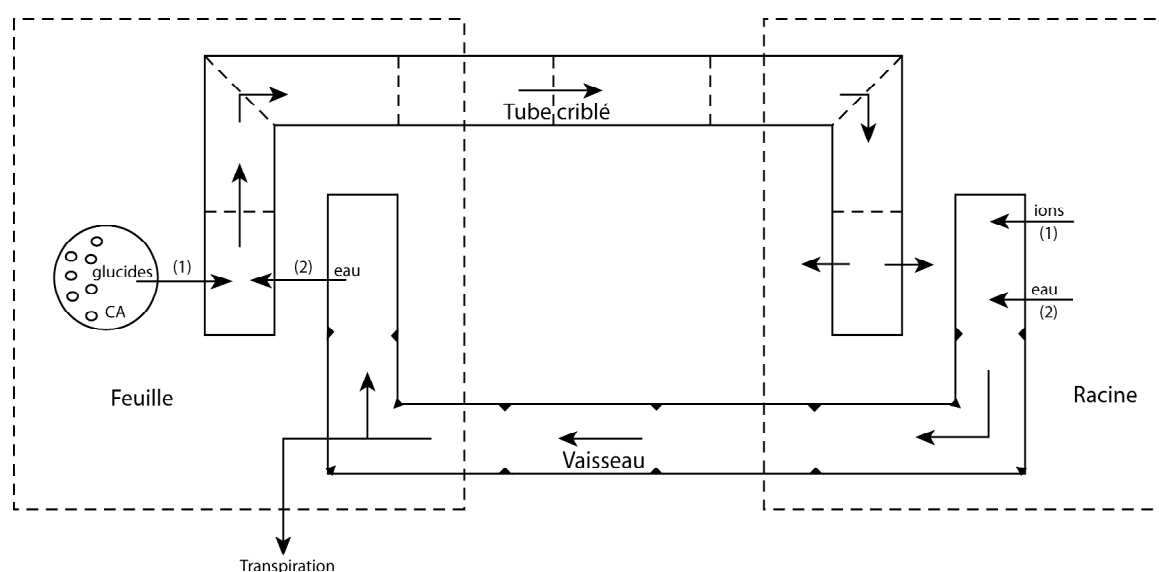 Tube criblé
ions
(1)
glucides
(1)
(2)
eau
eau
(2)
CA
Feuille
Racine
Vaisseau
Transpiration